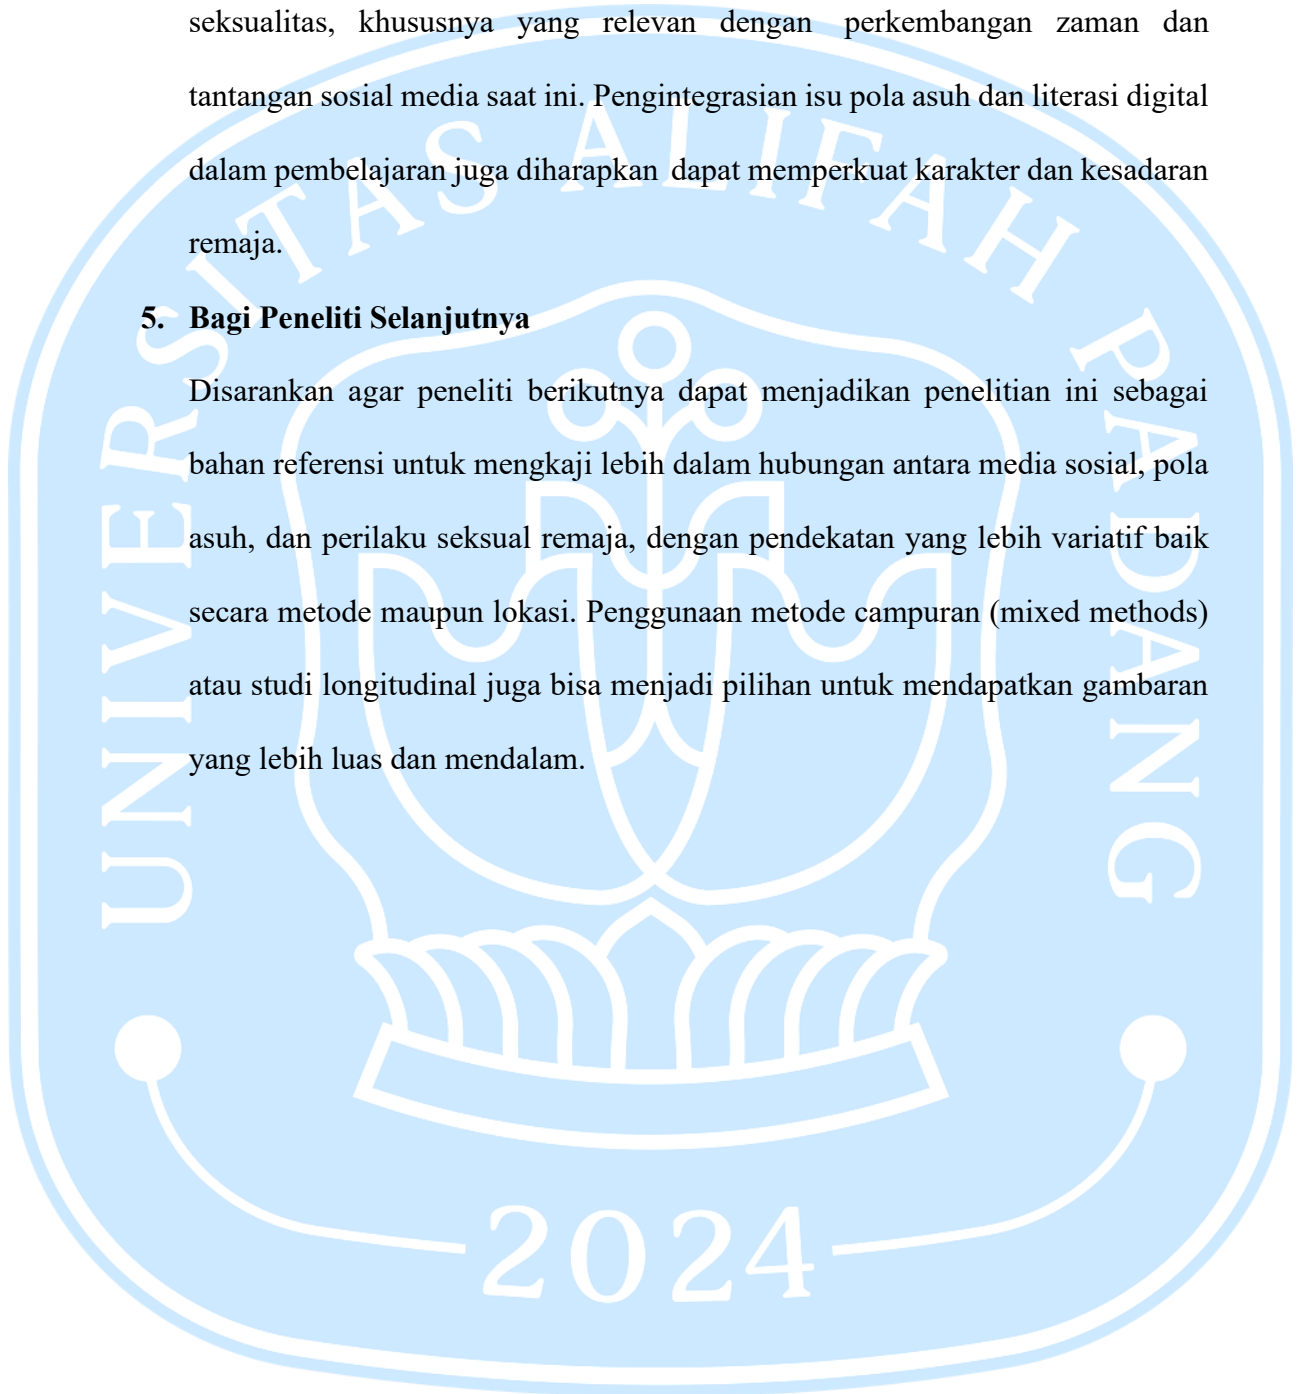 seksualitas, khususnya yang relevan dengan perkembangan zaman dan
tantangan sosial media saat ini. Pengintegrasian isu pola asuh dan literasi digital
dalam pembelajaran juga diharapkan dapat memperkuat karakter dan kesadaran
remaja.
5. Bagi Peneliti Selanjutnya
Disarankan agar peneliti berikutnya dapat menjadikan penelitian ini sebagai
bahan referensi untuk mengkaji lebih dalam hubungan antara media sosial, pola
asuh, dan perilaku seksual remaja, dengan pendekatan yang lebih variatif baik
secara metode maupun lokasi. Penggunaan metode campuran (mixed methods)
atau studi longitudinal juga bisa menjadi pilihan untuk mendapatkan gambaran
yang lebih luas dan mendalam.
UNIVERSITAS ALIFAH PADANG
2024